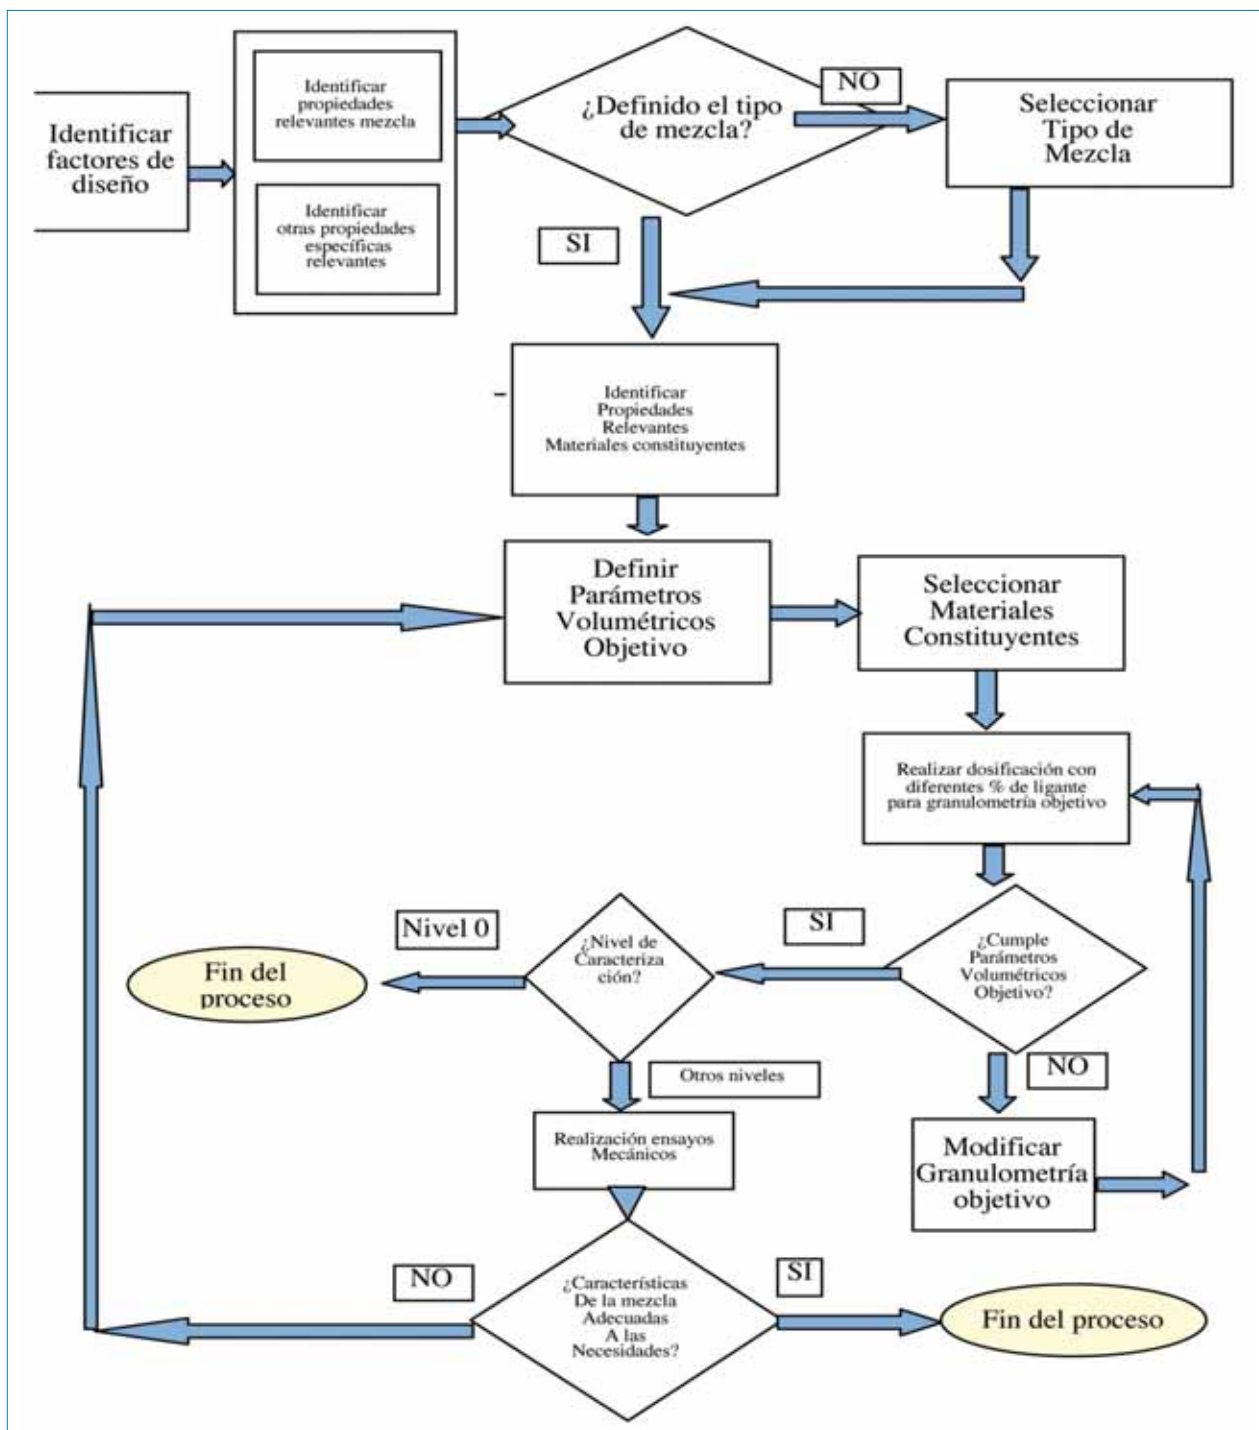 Identificar
factores de
diseño
Identificar
propiedades
relevantes mezcla
Identificar
otras propiedades
específicas
relevantes
¿Definido el tipo
de mezcla?
NO
Seleccionar
Tipo de
Mezcla
SI
Identificar
Propiedades
Relevantes
Materiales constituyentes
Definir
Parámetros
Volumétricos
Objetivo
Seleccionar
Materiales
Constituyentes
Realizar dosificación con
diferentes % de ligante
para granulometría objetivo
¿Cumple
Parámetros
Volumétricos
Objetivo?
SI
NO
Modificar
Granulometría
objetivo
¿Nivel de
Caracteriza
ción?
Nivel 0
Fin del
proceso
Otros niveles
Realización ensayos
Mecánicos
¿Características
De la mezcla
Adecuadas
A las
Necesidades?
NO
SI
Fin del proceso